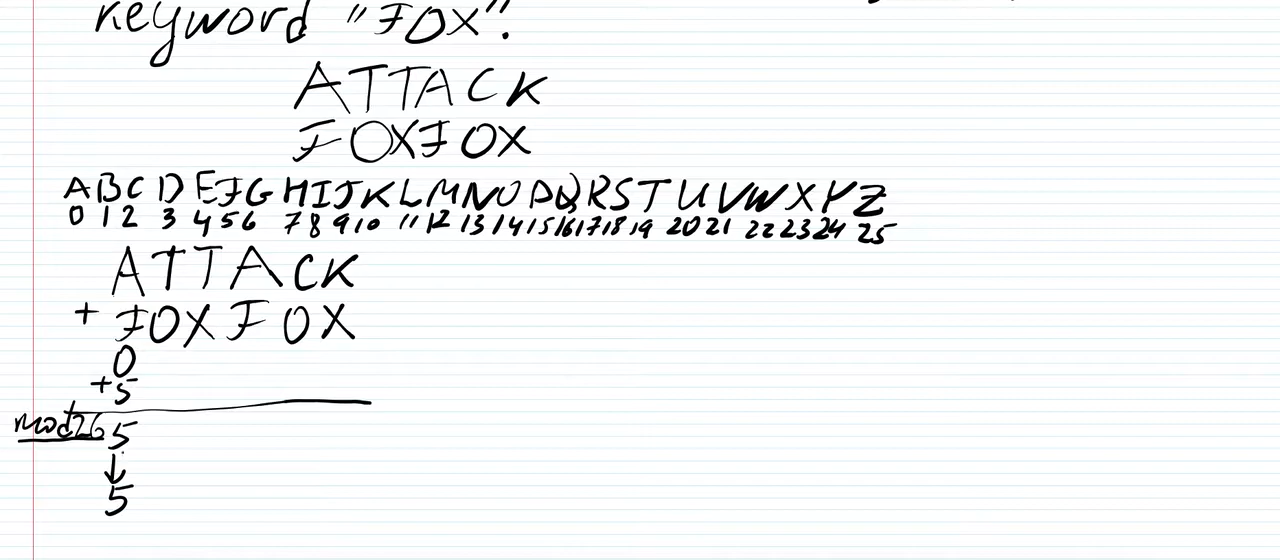 keyword "FOX".
ATTACK
FOXFOX
A B C D E F G H I J K L M N O P Q R S T U V W X Y Z
0 1 2 3 4 5 6 7 8 9 10 11 12 13 14 15 16 17 18 19 20 21 22 23 24 25
ATTACK
+ FOXFOX
0
+5
mod26 5
↓
5